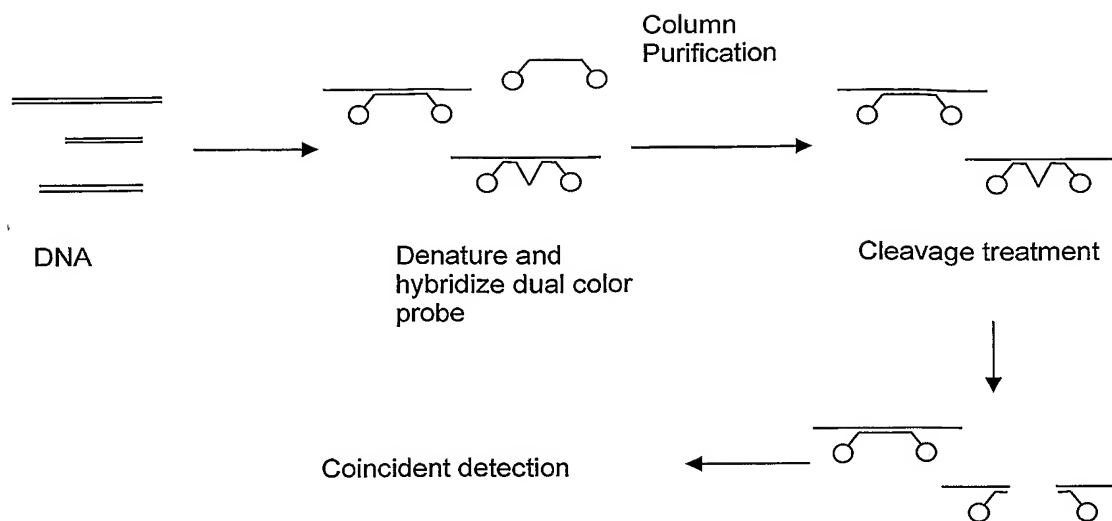 Column
Purification
DNA
Denature and
hybridize dual color
probe
Cleavage treatment
Coincident detection